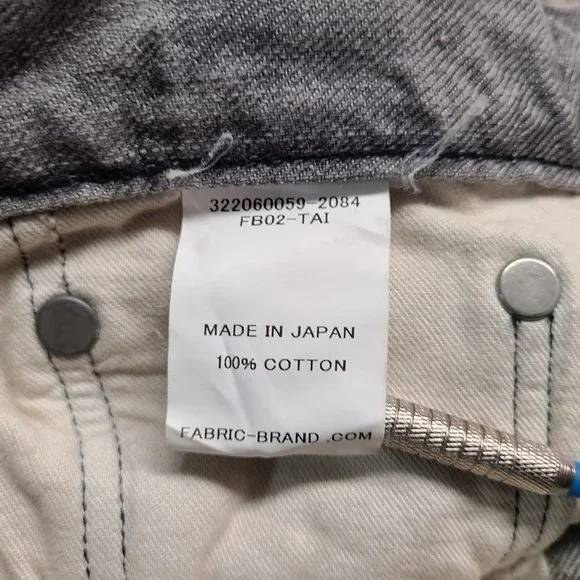 322060059-2084
FB02-TAI
MADE IN JAPAN
100% COTTON
FABRIC-BRAND.COM